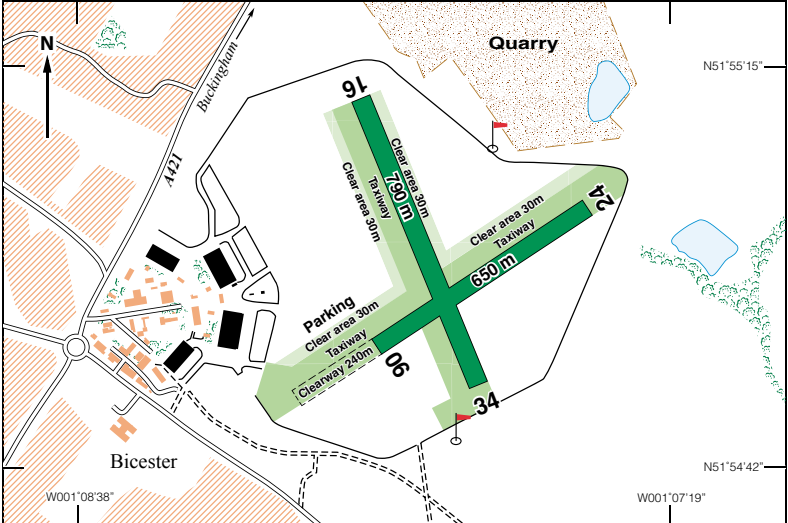 Quarry
N
N51°55'15"
Buckingham
A421
16
Clear area 30m
790 m
Taxiway
Clear area 30m
24
Clear area 30m
Taxiway
650 m
Parking
Clear area 30m
Taxiway
Clearway 240m
06
34
Bicester
N51°54'42"
W001°08'38"
W001°07'19"